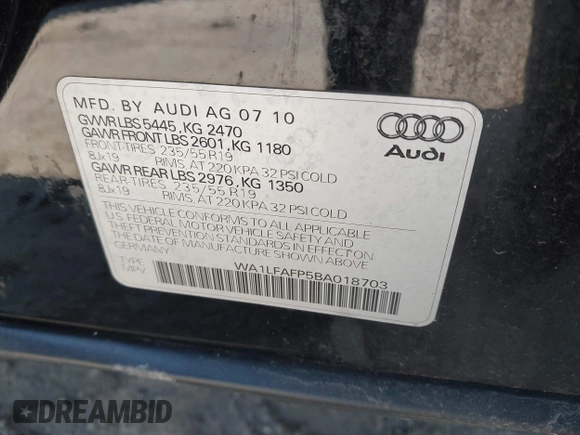 MFD. BY AUDI AG 07 10
GVWR LBS 5445, KG 2470
GAWR FRONT LBS 2601, KG 1180
FRONT-TIRES 235/55 R19
8Jx19 RIMS, AT 220 KPA 32 PSI COLD
GAWR REAR LBS 2976, KG 1350
REAR-TIRES 235/55 R19
8Jx19 RIMS, AT 220 KPA 32 PSI COLD
THIS VEHICLE CONFORMS TO ALL APPLICABLE
U.S. FEDERAL MOTOR VEHICLE SAFETY AND
THEFT PREVENTION STANDARDS IN EFFECT ON
THE DATE OF MANUFACTURE SHOWN ABOVE.
GERMANY
TYPE
MPV
WA1LFAFP5BA018703
Audi
DREAMBID